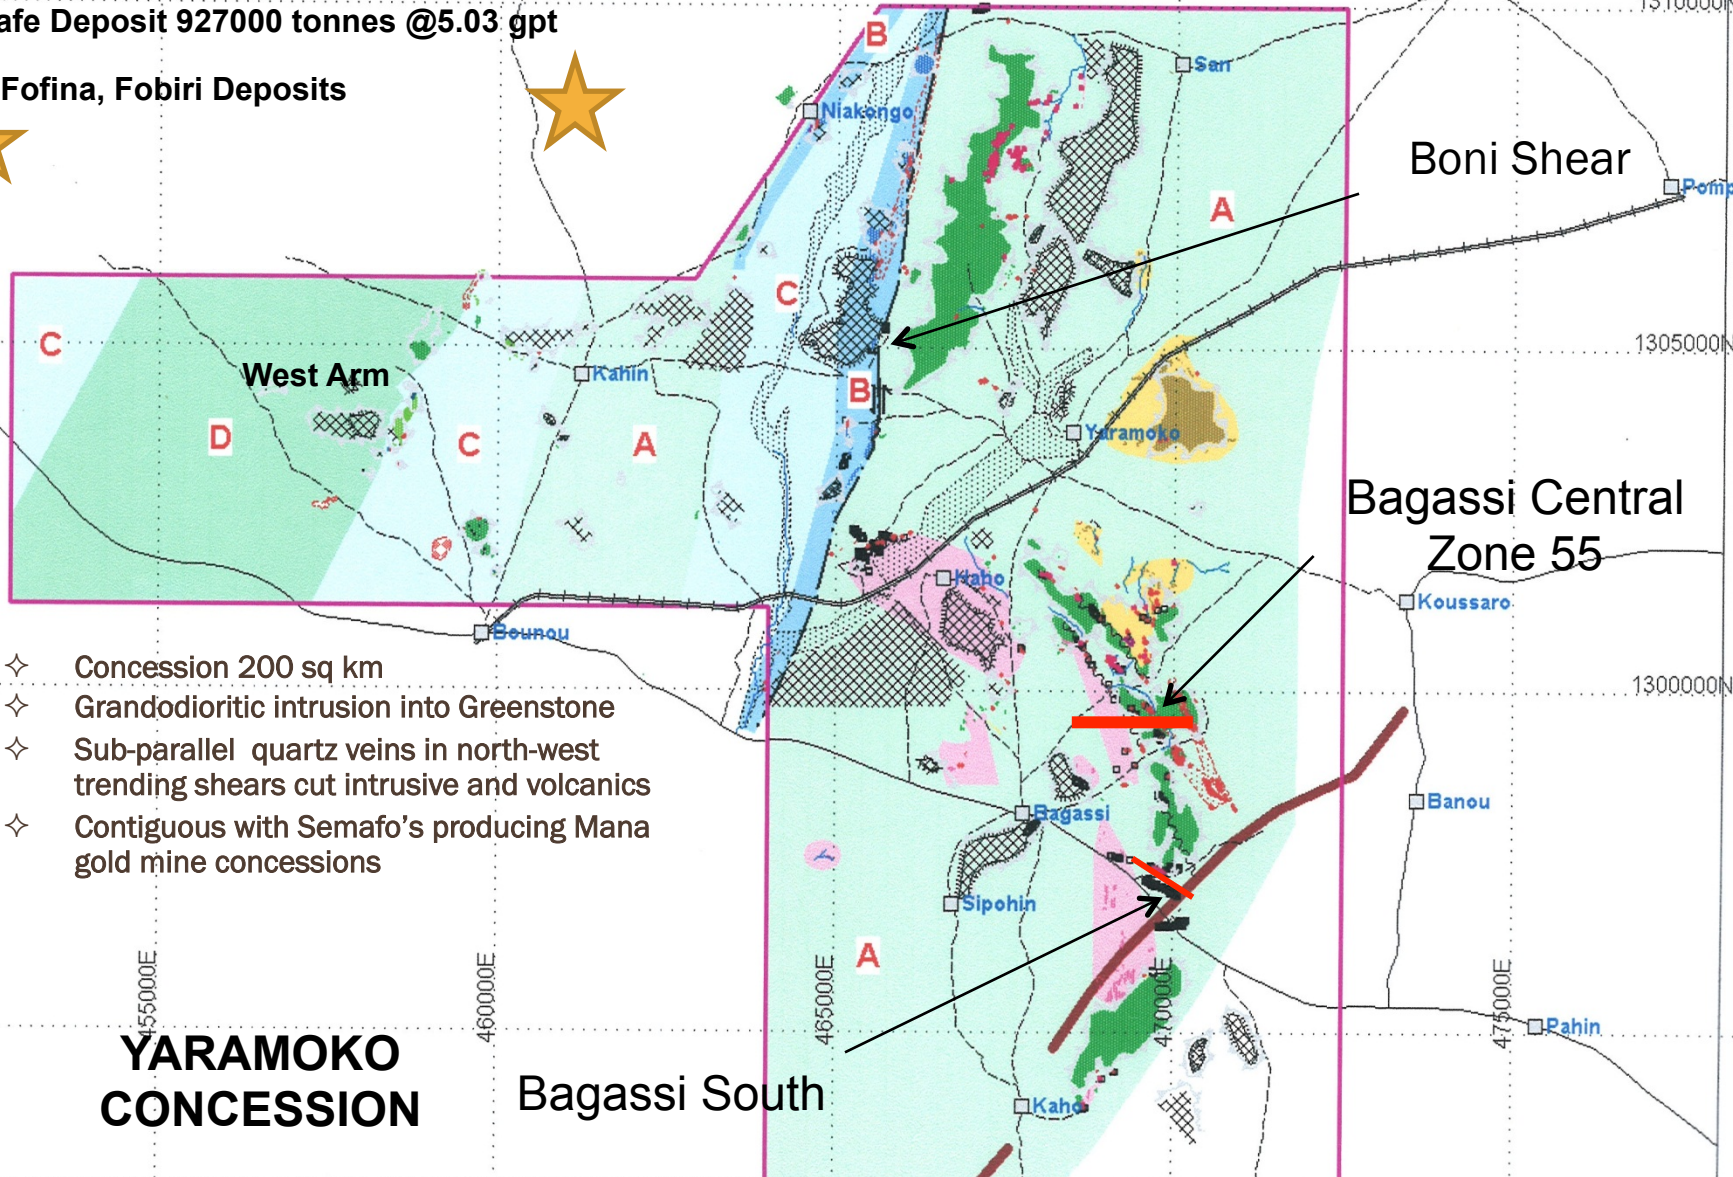 afe Deposit 927000 tonnes @5.03 gpt
Fofina, Fobiri Deposits
1310000N
B
San
Niakongo
Boni Shear
Pomp
A
C
C
1305000N
West Arm
Kahin
B
D
C
A
Yaramoko
Bagassi Central
Zone 55
Haho
Koussaro
Bounou
Concession 200 sq km
Grandodioritic intrusion into Greenstone
Sub-parallel quartz veins in north-west
trending shears cut intrusive and volcanics
Contiguous with Semafo's producing Mana
gold mine concessions
1300000N
Banou
Bagassi
Sipohin
A
455000E
460000E
465000E
470000E
475000E
Pahin
YARAMOKO
CONCESSION
Bagassi South
Kaho